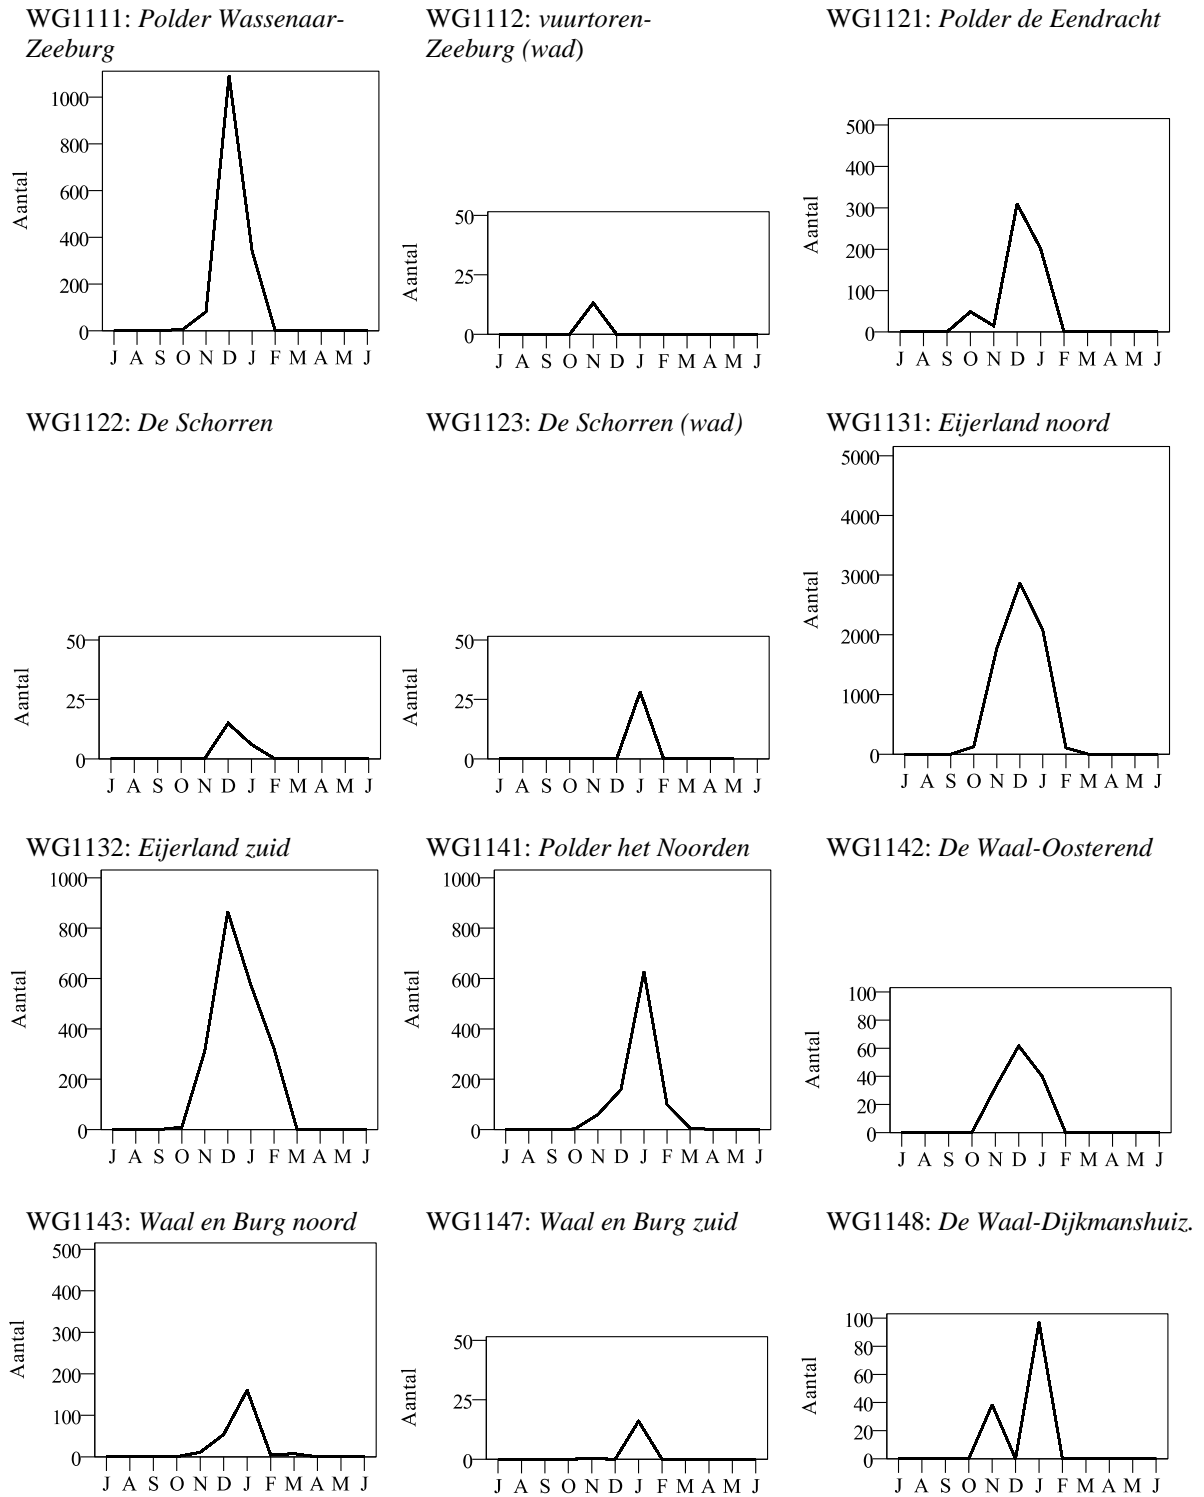 WG1111: Polder Wassenaar-
Zeeburg
Aantal
1000
800
600
400
200
0
J A S O N D J F M A M J
WG1112: vuurtoren-
Zeeburg (wad)
Aantal
50
25
0
J A S O N D J F M A M J
WG1121: Polder de Eendracht
Aantal
500
400
300
200
100
0
J A S O N D J F M A M J
WG1122: De Schorren
Aantal
50
25
0
J A S O N D J F M A M J
WG1123: De Schorren (wad)
Aantal
50
25
0
J A S O N D J F M A M J
WG1131: Eijerland noord
Aantal
5000
4000
3000
2000
1000
0
J A S O N D J F M A M J
WG1132: Eijerland zuid
Aantal
1000
800
600
400
200
0
J A S O N D J F M A M J
WG1141: Polder het Noorden
Aantal
1000
800
600
400
200
0
J A S O N D J F M A M J
WG1142: De Waal-Oosterend
Aantal
100
80
60
40
20
0
J A S O N D J F M A M J
WG1143: Waal en Burg noord
Aantal
500
400
300
200
100
0
J A S O N D J F M A M J
WG1147: Waal en Burg zuid
Aantal
50
25
0
J A S O N D J F M A M J
WG1148: De Waal-Dijkmanshuiz.
Aantal
100
80
60
40
20
0
J A S O N D J F M A M J